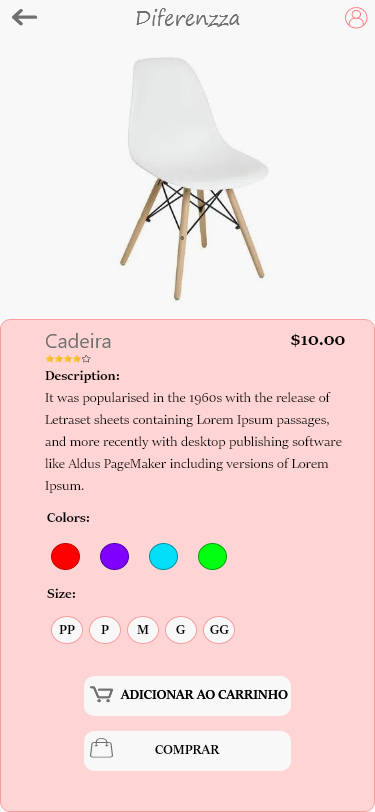 Diferenzza
Cadeira
$10.00
Description:
It was popularised in the 1960s with the release of
Letraset sheets containing Lorem Ipsum passages,
and more recently with desktop publishing software
like Aldus PageMaker including versions of Lorem
Ipsum.
Colors:
Size:
PP P M G GG
ADICIONAR AO CARRINHO
COMPRAR